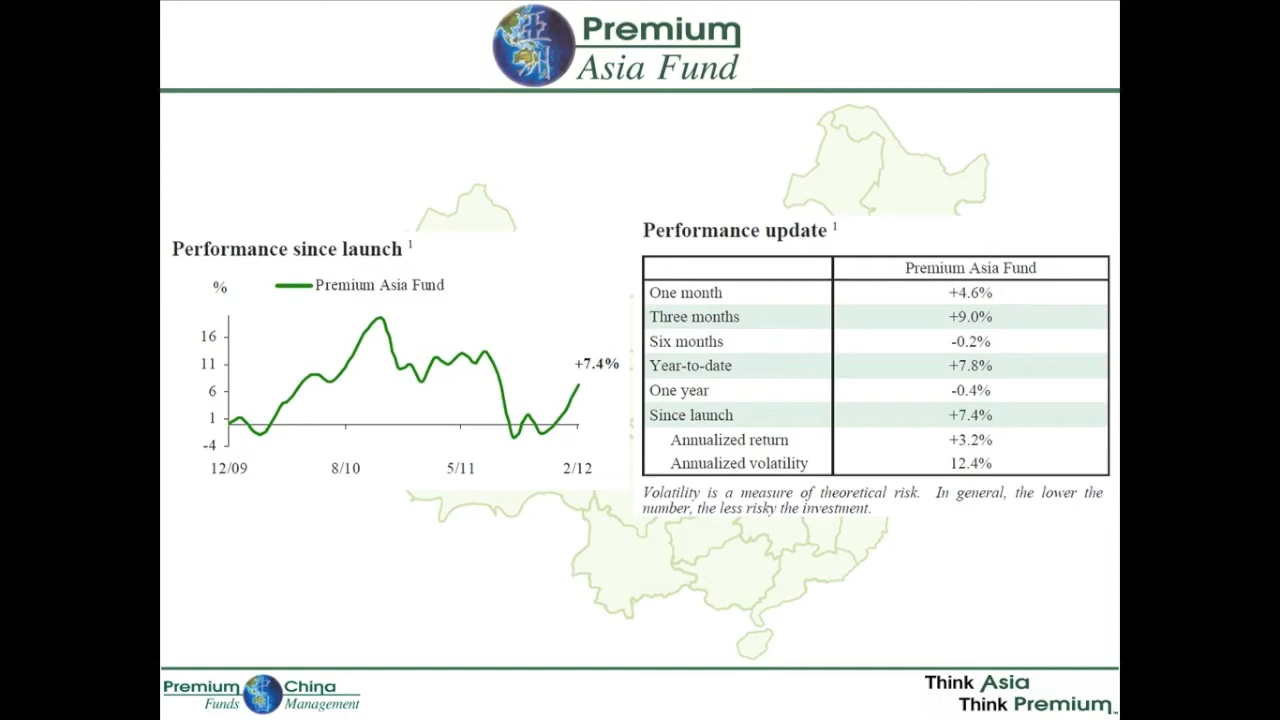 Premium
Asia Fund
Performance since launch 1
% Premium Asia Fund
16
11
6
1
-4
+7.4%
12/09 8/10 5/11 2/12
Performance update 1
Premium Asia Fund
One month +4.6%
Three months +9.0%
Six months -0.2%
Year-to-date +7.8%
One year -0.4%
Since launch +7.4%
Annualized return +3.2%
Annualized volatility 12.4%
Volatility is a measure of theoretical risk. In general, the lower the
number, the less risky the investment.
Premium China
Funds Management
Think Asia
Think Premium™